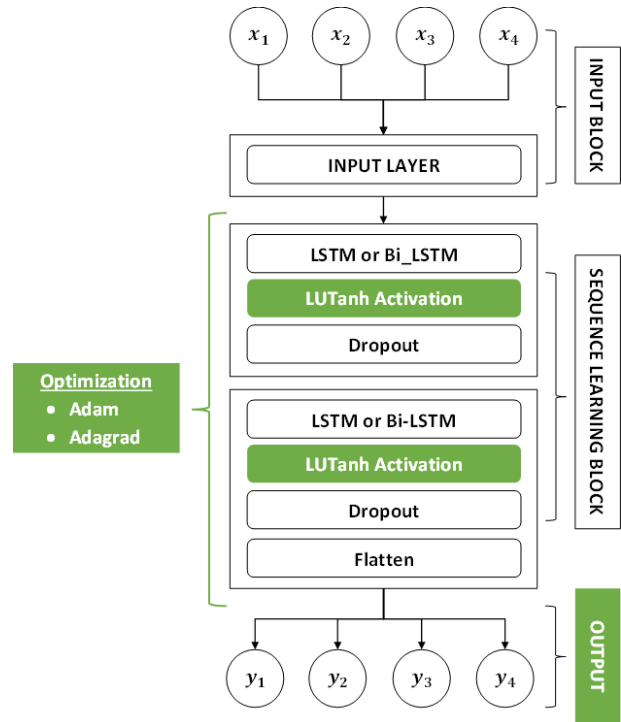 x₁ x₂ x₃ x₄
INPUT BLOCK
INPUT LAYER
LSTM or Bi_LSTM
LUTanh Activation
Dropout
SEQUENCE LEARNING BLOCK
Optimization
• Adam
• Adagrad
LSTM or Bi-LSTM
LUTanh Activation
Dropout
Flatten
OUTPUT
y₁ y₂ y₃ y₄